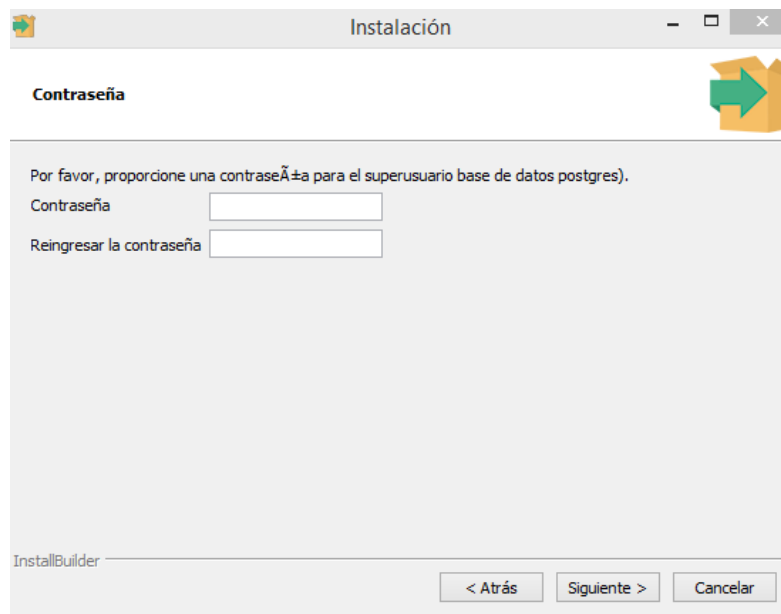 Instalación
Contraseña
Por favor, proporcione una contraseÃ±a para el superusuario base de datos postgres).
Contraseña
Reingresar la contraseña
InstallBuilder
< Atrás
Siguiente >
Cancelar